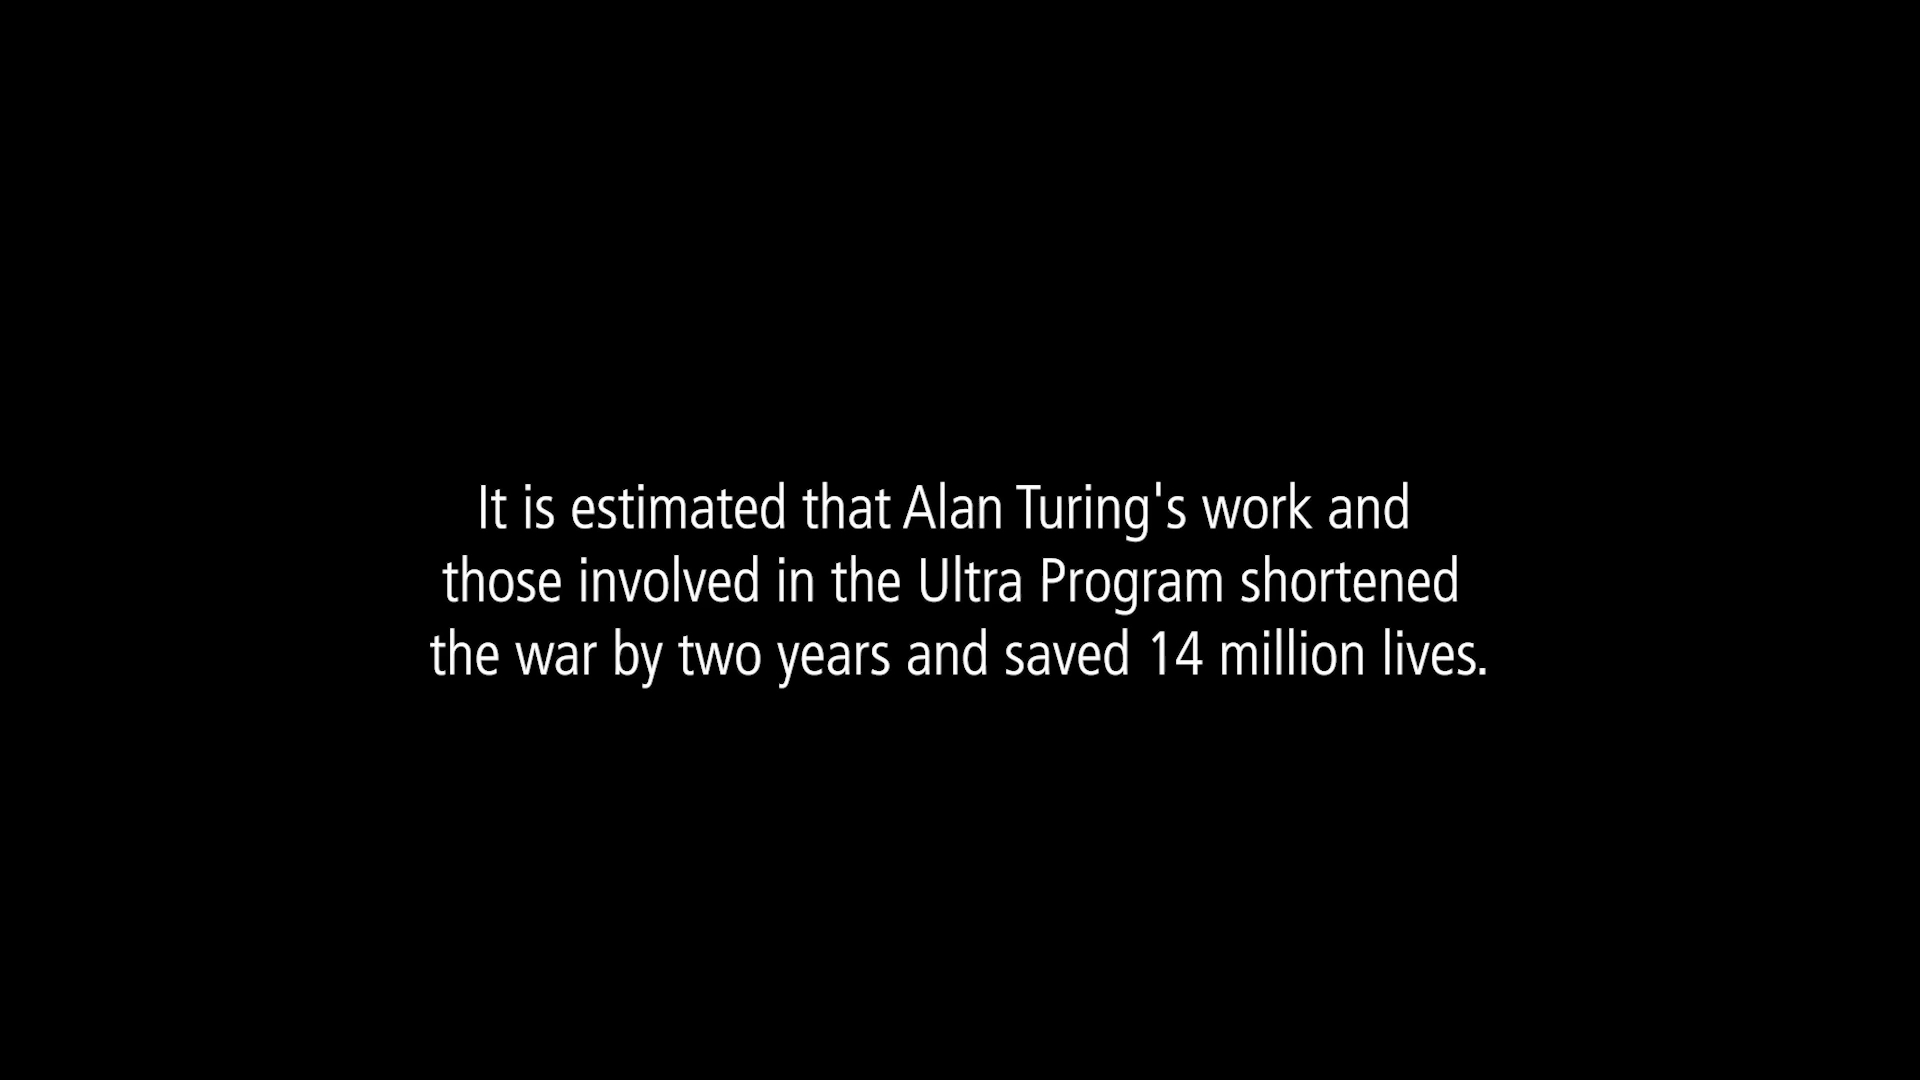 It is estimated that Alan Turing's work and
those involved in the Ultra Program shortened
the war by two years and saved 14 million lives.